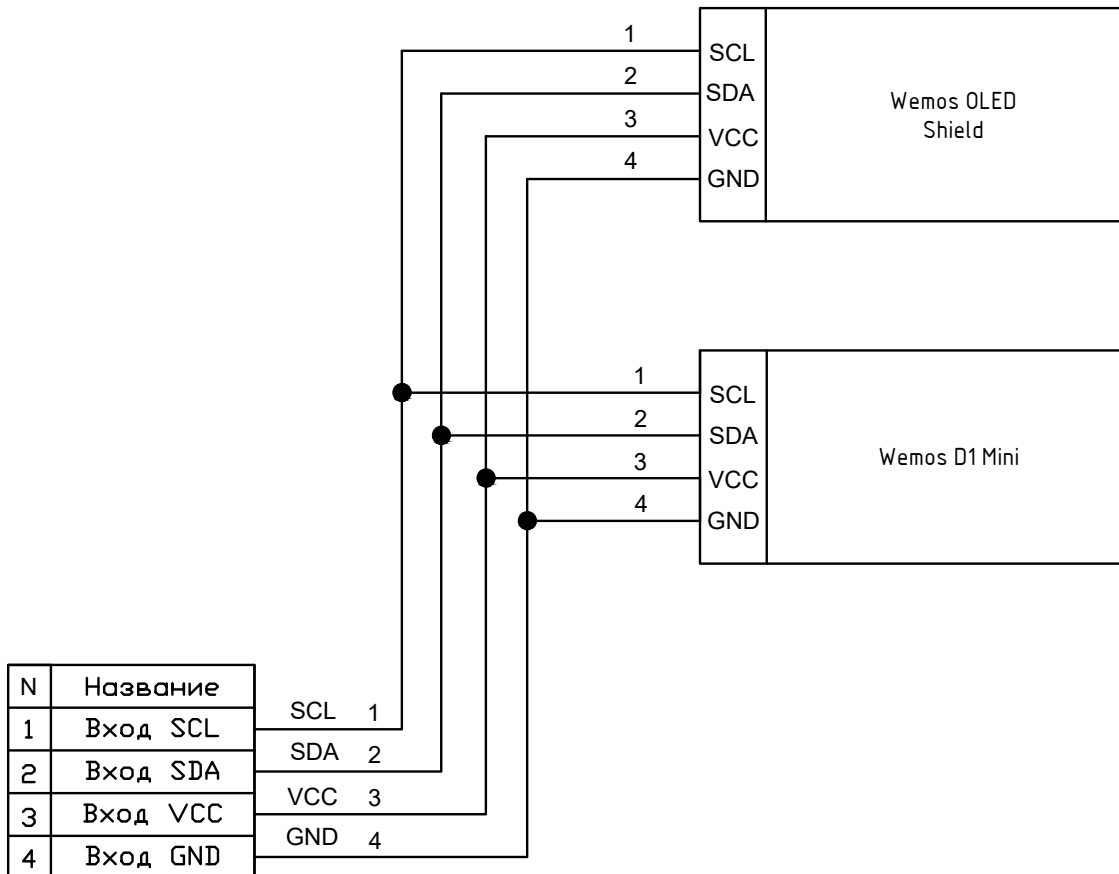 1 SCL
2 SDA
3 VCC
4 GND
Wemos OLED
Shield
1 SCL
2 SDA
3 VCC
4 GND
Wemos D1 Mini
N Название
1 Вход SCL SCL 1
2 Вход SDA SDA 2
3 Вход VCC VCC 3
4 Вход GND GND 4